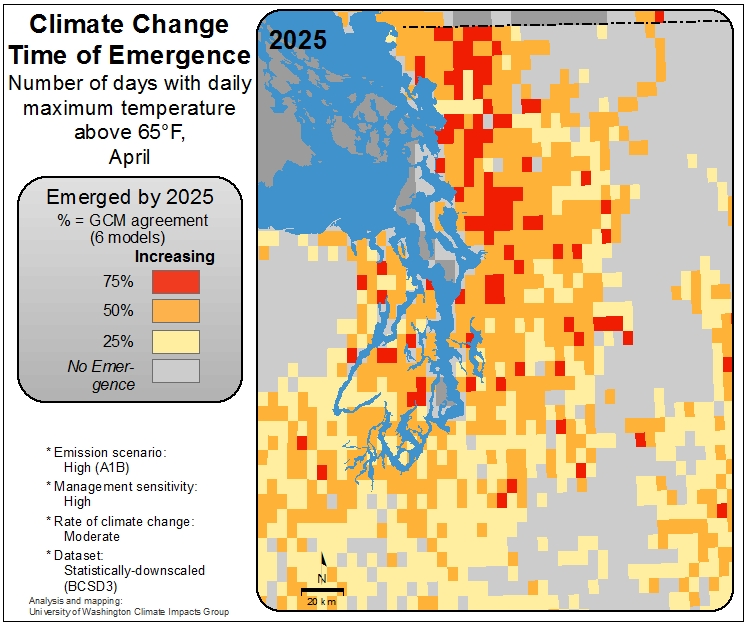 Climate Change
Time of Emergence
Number of days with daily
maximum temperature
above 65°F,
April
Emerged by 2025
% = GCM agreement
(6 models)
Increasing
75%
50%
25%
No Emer-
gence
* Emission scenario:
High (A1B)
* Management sensitivity:
High
* Rate of climate change:
Moderate
* Dataset:
Statistically-downscaled
(BCSD3)
Analysis and mapping:
University of Washington Climate Impacts Group
2025
N
20 km